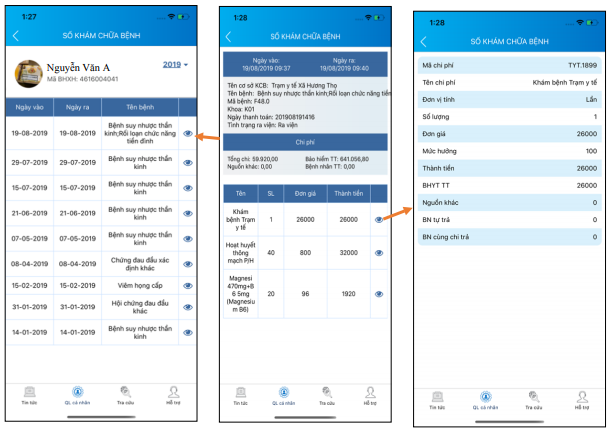 1:27
SỔ KHÁM CHỮA BỆNH
Nguyễn Văn A
2019
Mã BHXH: 4616004041
Ngày vào Ngày ra Tên bệnh
19-08-2019 19-08-2019 Bệnh suy nhược thần kinh;Rối loạn chức năng tiền đình
29-07-2019 29-07-2019 Bệnh suy nhược thần kinh
15-07-2019 15-07-2019 Bệnh suy nhược thần kinh
21-06-2019 21-06-2019 Bệnh suy nhược thần kinh
07-05-2019 07-05-2019 Bệnh suy nhược thần kinh
08-04-2019 08-04-2019 Chứng đau đầu xác định khác
15-02-2019 15-02-2019 Viêm họng cấp
31-01-2019 31-01-2019 Hội chứng đau đầu khác
14-01-2019 14-01-2019 Bệnh suy nhược thần kinh
Tin tức QL cá nhân Tra cứu Hỗ trợ
1:28
SỔ KHÁM CHỮA BỆNH
Ngày vào: Ngày ra:
19/08/2019 09:37 19/08/2019 09:40
Tên cơ sở KCB: Trạm y tế Xã Hương Thọ
Tên bệnh: Bệnh suy nhược thần kinh;Rối loạn chức năng tiền
Mã bệnh: F48.0
Khoa: K01
Ngày thanh toán: 201908191416
Tình trạng ra viện: Ra viện
Chi phí
Tổng chi: 59.920,00 Bảo hiểm TT: 641.056,80
Nguồn khác: 0,00 Bệnh nhân TT: 0,00
Tên SL Đơn giá Thành tiền
Khám bệnh Trạm y tế 1 26000 26000
Hoạt huyết thông mạch P/H 40 800 32000
Magnesi 470mg+B6 5mg (Magnesium B6) 20 96 1920
Tin tức QL cá nhân Tra cứu Hỗ trợ
1:28
SỔ KHÁM CHỮA BỆNH
Mã chi phí TYT.1899
Tên chi phí Khám bệnh Trạm y tế
Đơn vị tính Lần
Số lượng 1
Đơn giá 26000
Mức hưởng 100
Thành tiền 26000
BHYT TT 26000
Nguồn khác 0
BN tự trả 0
BN cùng chi trả 0
Tin tức QL cá nhân Tra cứu Hỗ trợ